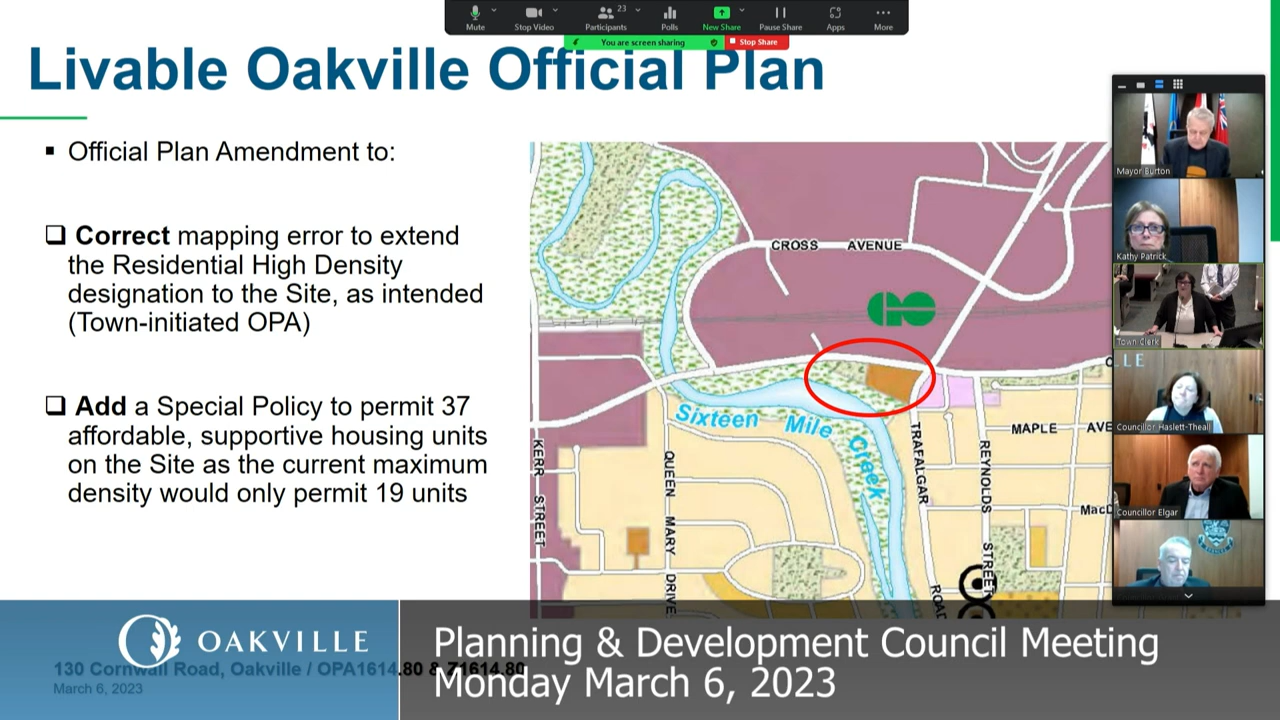 Mute
Stop Video
Participants
23
Polls
New Share
Pause Share
Apps
More
You are screen sharing
Stop Share
Livable Oakville Official Plan
Official Plan Amendment to:
Correct mapping error to extend
the Residential High Density
designation to the Site, as intended
(Town-initiated OPA)
Add a Special Policy to permit 37
affordable, supportive housing units
on the Site as the current maximum
density would only permit 19 units
CROSS AVENUE
GO
Sixteen Mile Creek
KERR STREET
QUEEN MARY DRIVE
TRAFALGAR ROAD
REYNOLDS STREET
MAPLE AVE
MacD
Mayor Burton
Kathy Patrick
Town Clerk
LE
Councillor Haslett-Theall
Councillor Elgar
OAKVILLE
130 Cornwall Road, Oakville / OPA1614.80 & Z1614.80
March 6, 2023
Planning & Development Council Meeting
Monday March 6, 2023